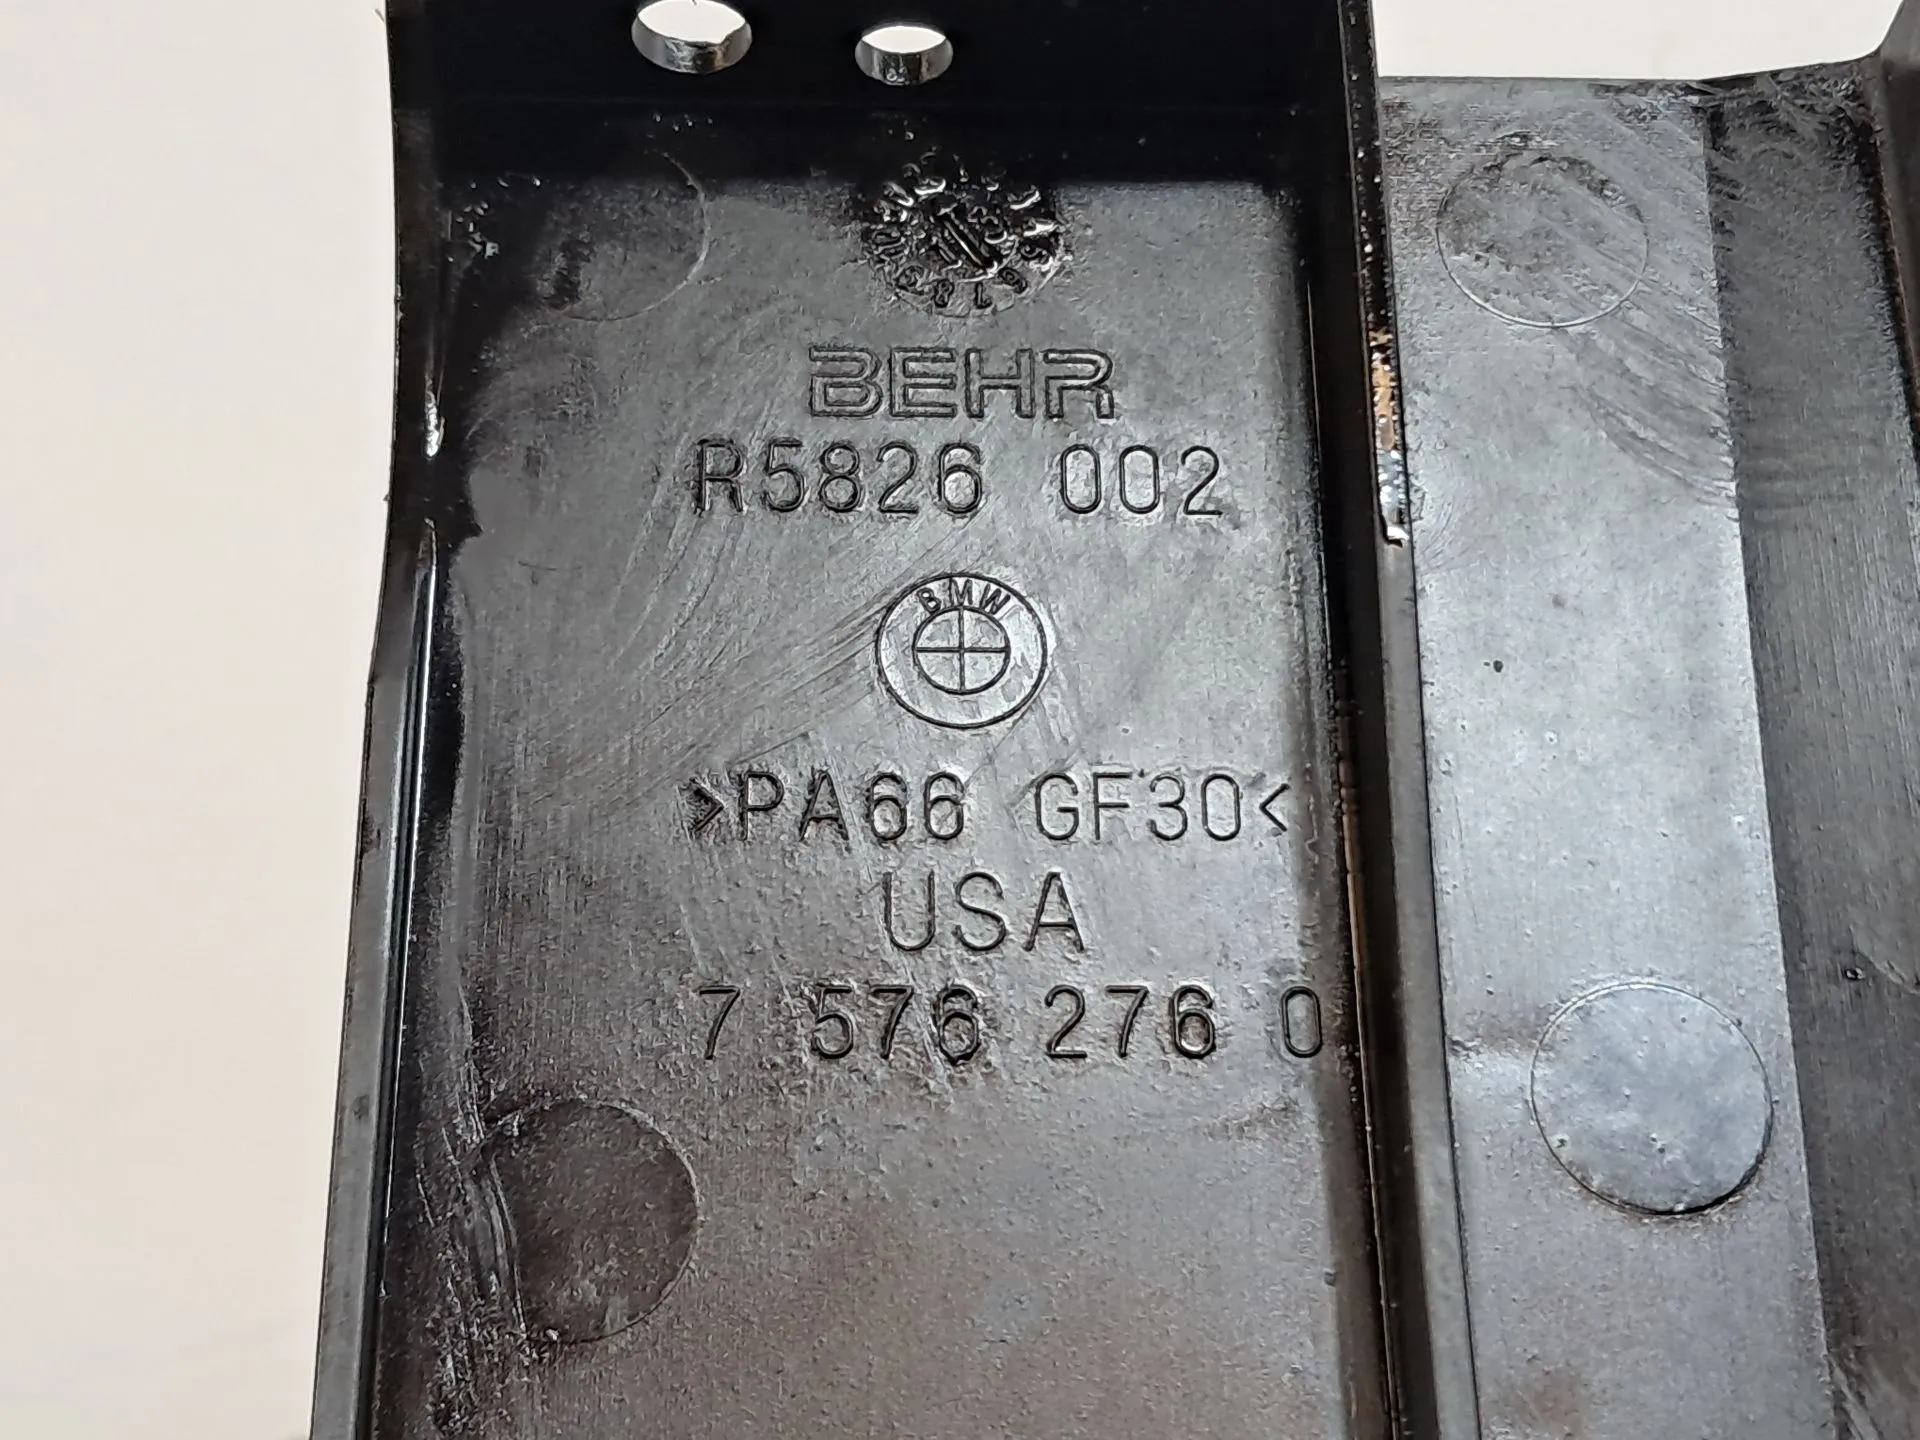 BEHR
R5826 002
BMW
>PA66 GF30<
USA
7 576 276 0